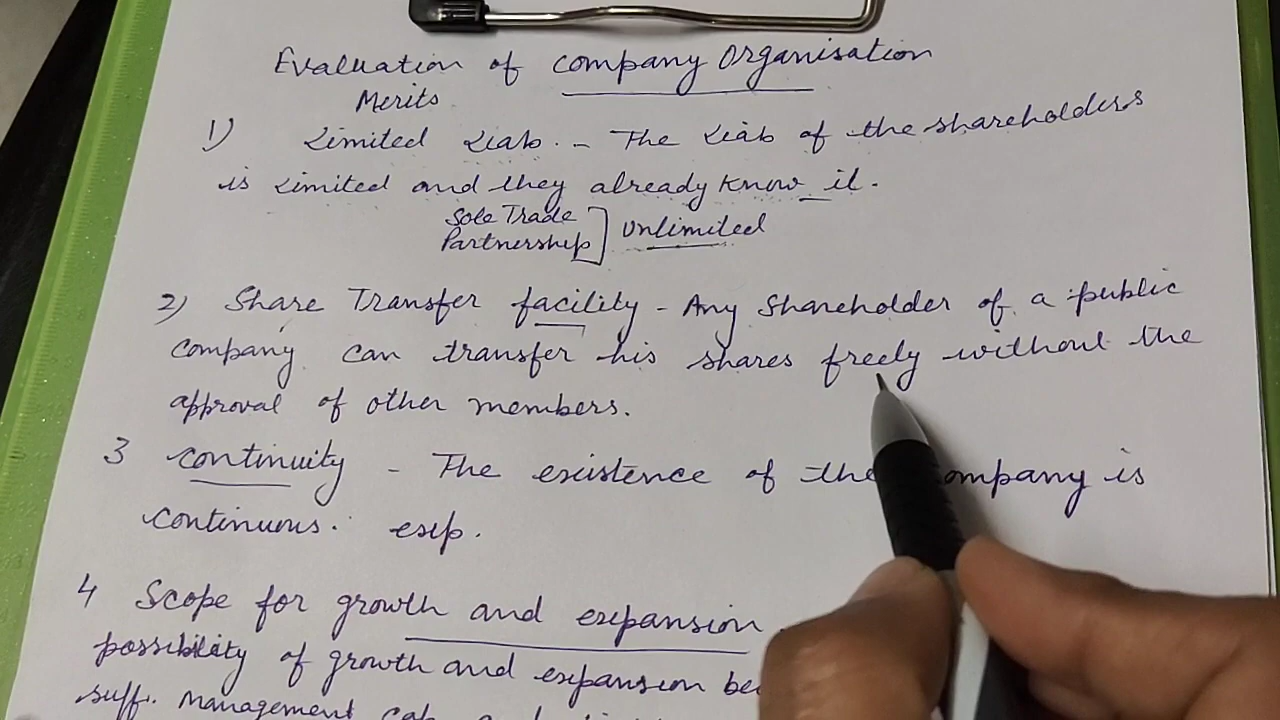 Evaluation of company organisation
Merits
1) Limited Liab. - The Liab of the shareholders
is Limited and they already know it.
Sole Trade
Partnership ] unlimited
2) Share Transfer facility - Any Shareholder of a public
company can transfer his shares freely without the
approval of other members.
3 continuity - The existence of the company is
continuous. exp.
4 Scope for growth and expansion
possibility of growth and expansion
suff. management